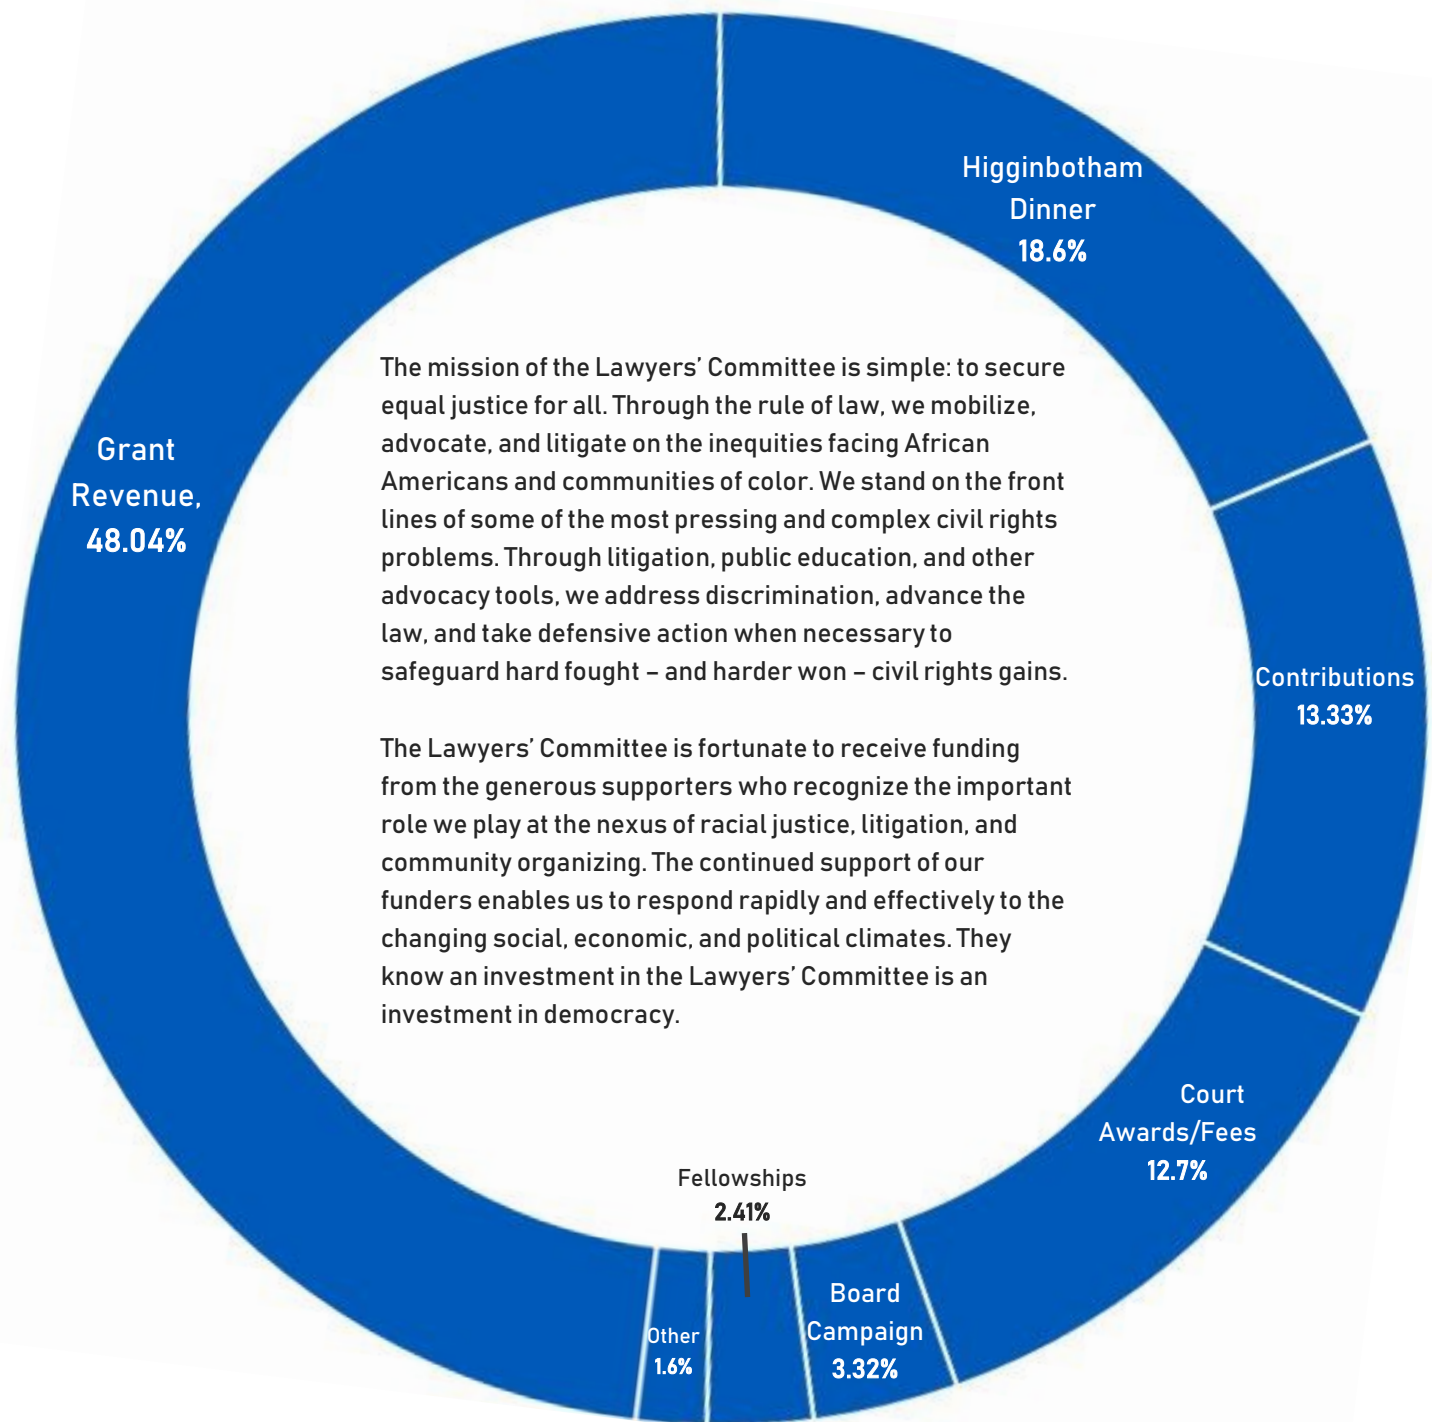 Higginbotham
Dinner
18.6%
Grant
Revenue,
48.04%
The mission of the Lawyers’ Committee is simple: to secure
equal justice for all. Through the rule of law, we mobilize,
advocate, and litigate on the inequities facing African
Americans and communities of color. We stand on the front
lines of some of the most pressing and complex civil rights
problems. Through litigation, public education, and other
advocacy tools, we address discrimination, advance the
law, and take defensive action when necessary to
safeguard hard fought – and harder won – civil rights gains.
The Lawyers’ Committee is fortunate to receive funding
from the generous supporters who recognize the important
role we play at the nexus of racial justice, litigation, and
community organizing. The continued support of our
funders enables us to respond rapidly and effectively to the
changing social, economic, and political climates. They
know an investment in the Lawyers’ Committee is an
investment in democracy.
Contributions
13.33%
Court
Awards/Fees
12.7%
Fellowships
2.41%
Board
Campaign
3.32%
Other
1.6%